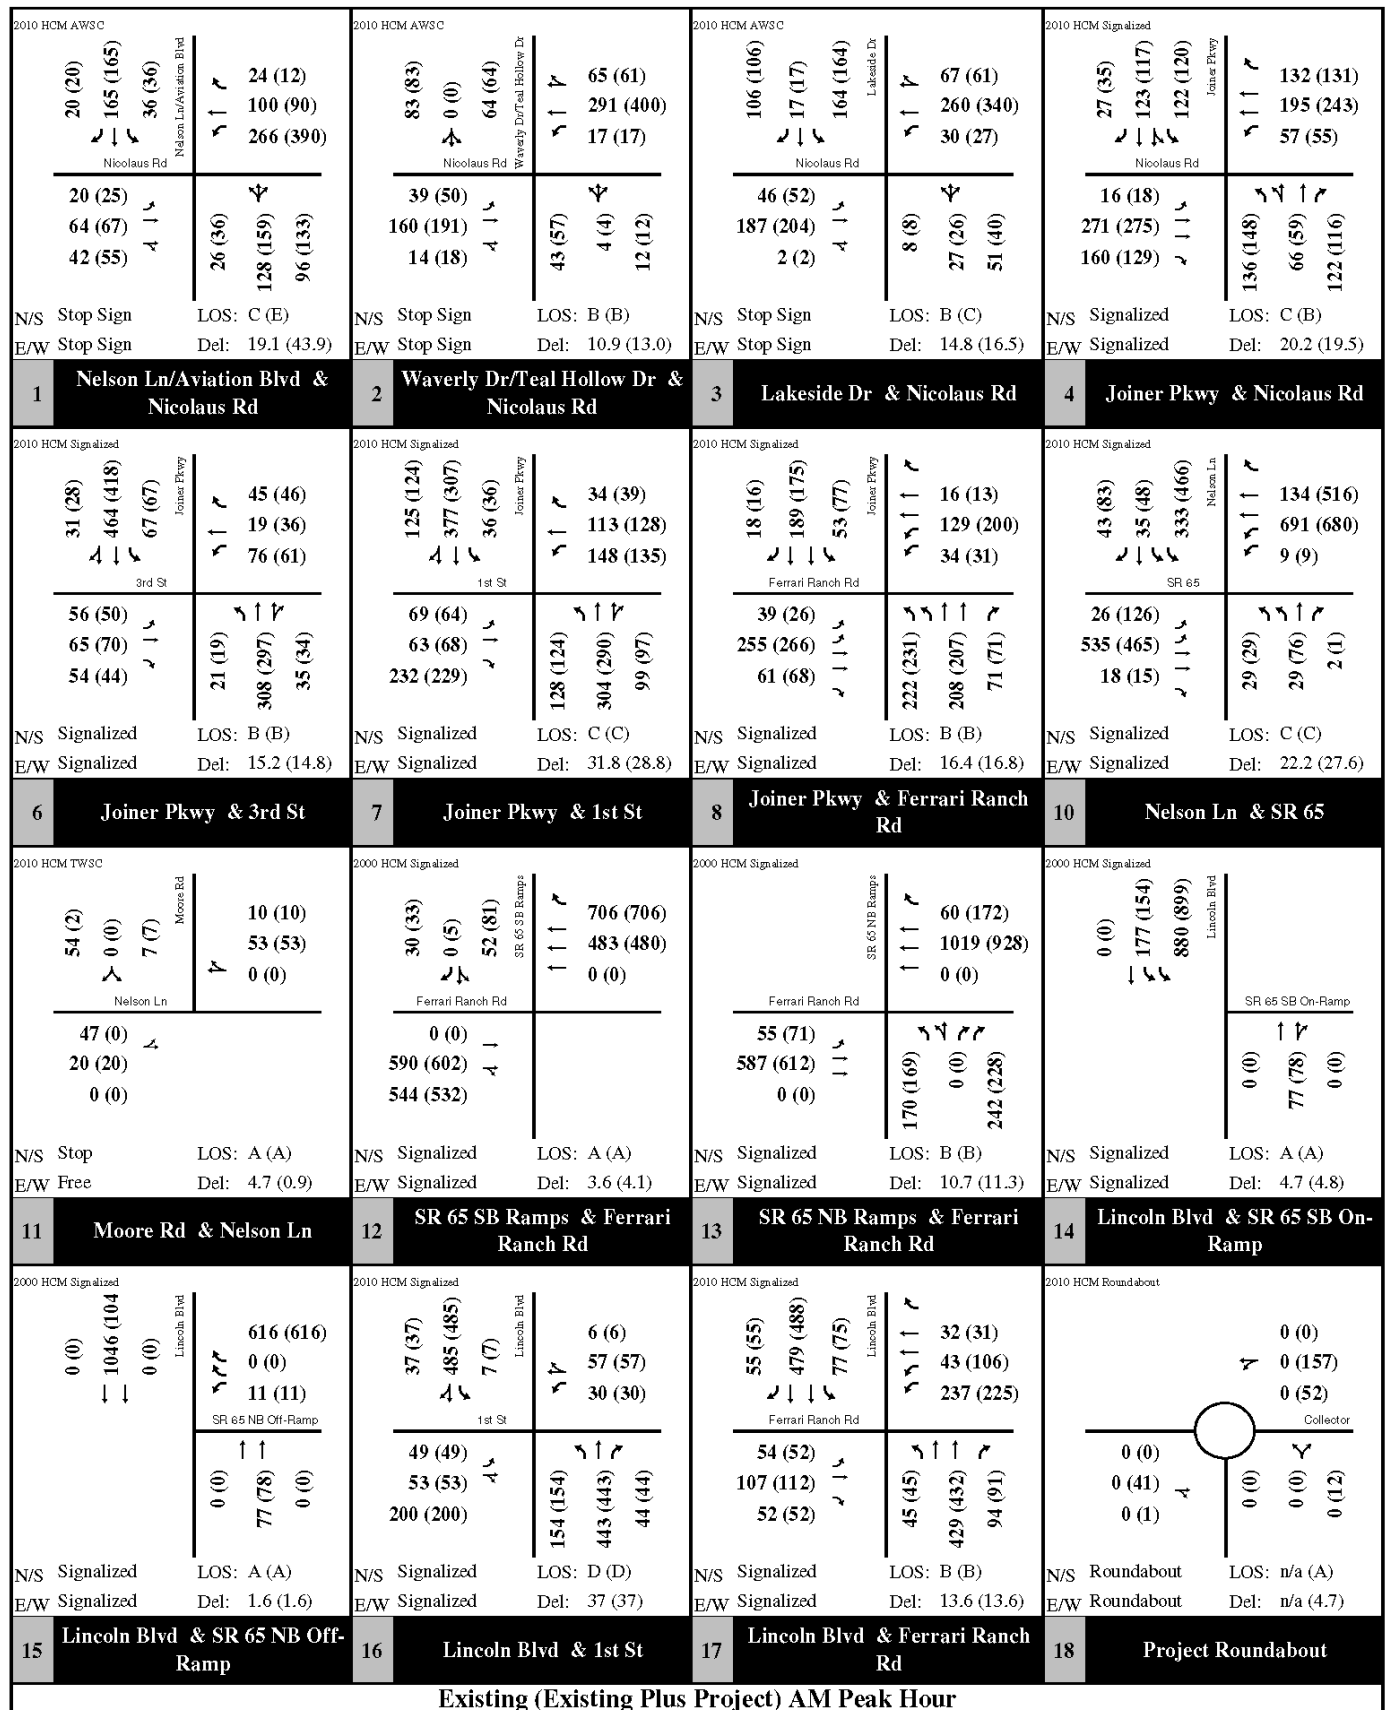 2010 HCM AWSC
20 (20)
165 (165)
36 (36)
Nelson Ln/Aviation Blvd
24 (12)
100 (90)
266 (390)
Nicolaus Rd
20 (25)
64 (67)
42 (55)
26 (36)
128 (159)
96 (133)
N/S Stop Sign LOS: C (E)
E/W Stop Sign Del: 19.1 (43.9)
1 Nelson Ln/Aviation Blvd &
Nicolaus Rd
2010 HCM AWSC
83 (83)
0 (0)
64 (64)
Waverly Dr/Teal Hollow Dr
65 (61)
291 (400)
17 (17)
Nicolaus Rd
39 (50)
160 (191)
14 (18)
43 (57)
4 (4)
12 (12)
N/S Stop Sign LOS: B (B)
E/W Stop Sign Del: 10.9 (13.0)
2 Waverly Dr/Teal Hollow Dr &
Nicolaus Rd
2010 HCM AWSC
106 (106)
17 (17)
164 (164)
Lakeside Dr
67 (61)
260 (340)
30 (27)
Nicolaus Rd
46 (52)
187 (204)
2 (2)
8 (8)
27 (26)
51 (40)
N/S Stop Sign LOS: B (C)
E/W Stop Sign Del: 14.8 (16.5)
3 Lakeside Dr & Nicolaus Rd
2010 HCM Signalized
27 (35)
123 (117)
122 (120)
Joiner Pkwy
132 (131)
195 (243)
57 (55)
Nicolaus Rd
16 (18)
271 (275)
160 (129)
136 (148)
66 (59)
122 (116)
N/S Signalized LOS: C (B)
E/W Signalized Del: 20.2 (19.5)
4 Joiner Pkwy & Nicolaus Rd
2010 HCM Signalized
31 (28)
464 (418)
67 (67)
Joiner Pkwy
45 (46)
19 (36)
76 (61)
3rd St
56 (50)
65 (70)
54 (44)
21 (19)
308 (297)
35 (34)
N/S Signalized LOS: B (B)
E/W Signalized Del: 15.2 (14.8)
6 Joiner Pkwy & 3rd St
2010 HCM Signalized
125 (124)
377 (307)
36 (36)
Joiner Pkwy
34 (39)
113 (128)
148 (135)
1st St
69 (64)
63 (68)
232 (229)
128 (124)
304 (290)
99 (97)
N/S Signalized LOS: C (C)
E/W Signalized Del: 31.8 (28.8)
7 Joiner Pkwy & 1st St
2010 HCM Signalized
18 (16)
189 (175)
53 (77)
Joiner Pkwy
16 (13)
129 (200)
34 (31)
Ferrari Ranch Rd
39 (26)
255 (266)
61 (68)
222 (231)
208 (207)
71 (71)
N/S Signalized LOS: B (B)
E/W Signalized Del: 16.4 (16.8)
8 Joiner Pkwy & Ferrari Ranch
Rd
2010 HCM Signalized
43 (83)
35 (48)
333 (466)
Nelson Ln
134 (516)
691 (680)
9 (9)
SR 65
26 (126)
535 (465)
18 (15)
29 (29)
29 (76)
2 (1)
N/S Signalized LOS: C (C)
E/W Signalized Del: 22.2 (27.6)
10 Nelson Ln & SR 65
2010 HCM TWSC
54 (2)
0 (0)
7 (7)
Moore Rd
10 (10)
53 (53)
0 (0)
Nelson Ln
47 (0)
20 (20)
0 (0)
N/S Stop LOS: A (A)
E/W Free Del: 4.7 (0.9)
11 Moore Rd & Nelson Ln
2000 HCM Signalized
30 (33)
0 (5)
52 (81)
SR 65 SB Ramps
706 (706)
483 (480)
0 (0)
Ferrari Ranch Rd
0 (0)
590 (602)
544 (532)
N/S Signalized LOS: A (A)
E/W Signalized Del: 3.6 (4.1)
12 SR 65 SB Ramps & Ferrari
Ranch Rd
2000 HCM Signalized
SR 65 NB Ramps
60 (172)
1019 (928)
0 (0)
Ferrari Ranch Rd
55 (71)
587 (612)
0 (0)
170 (169)
0 (0)
242 (228)
N/S Signalized LOS: B (B)
E/W Signalized Del: 10.7 (11.3)
13 SR 65 NB Ramps & Ferrari
Ranch Rd
2000 HCM Signalized
0 (0)
177 (154)
880 (899)
Lincoln Blvd
SR 65 SB On-Ramp
0 (0)
77 (78)
0 (0)
N/S Signalized LOS: A (A)
E/W Signalized Del: 4.7 (4.8)
14 Lincoln Blvd & SR 65 SB On-
Ramp
2000 HCM Signalized
0 (0)
1046 (104
0 (0)
Lincoln Blvd
616 (616)
0 (0)
11 (11)
SR 65 NB Off-Ramp
0 (0)
77 (78)
0 (0)
N/S Signalized LOS: A (A)
E/W Signalized Del: 1.6 (1.6)
15 Lincoln Blvd & SR 65 NB Off-
Ramp
2010 HCM Signalized
37 (37)
485 (485)
7 (7)
Lincoln Blvd
6 (6)
57 (57)
30 (30)
1st St
49 (49)
53 (53)
200 (200)
154 (154)
443 (443)
44 (44)
N/S Signalized LOS: D (D)
E/W Signalized Del: 37 (37)
16 Lincoln Blvd & 1st St
2010 HCM Signalized
55 (55)
479 (488)
77 (75)
Lincoln Blvd
32 (31)
43 (106)
237 (225)
Ferrari Ranch Rd
54 (52)
107 (112)
52 (52)
45 (45)
429 (432)
94 (91)
N/S Signalized LOS: B (B)
E/W Signalized Del: 13.6 (13.6)
17 Lincoln Blvd & Ferrari Ranch
Rd
2010 HCM Roundabout
0 (0)
0 (157)
0 (52)
Collector
0 (0)
0 (41)
0 (1)
0 (0)
0 (0)
0 (12)
N/S Roundabout LOS: n/a (A)
E/W Roundabout Del: n/a (4.7)
18 Project Roundabout
Existing (Existing Plus Project) AM Peak Hour